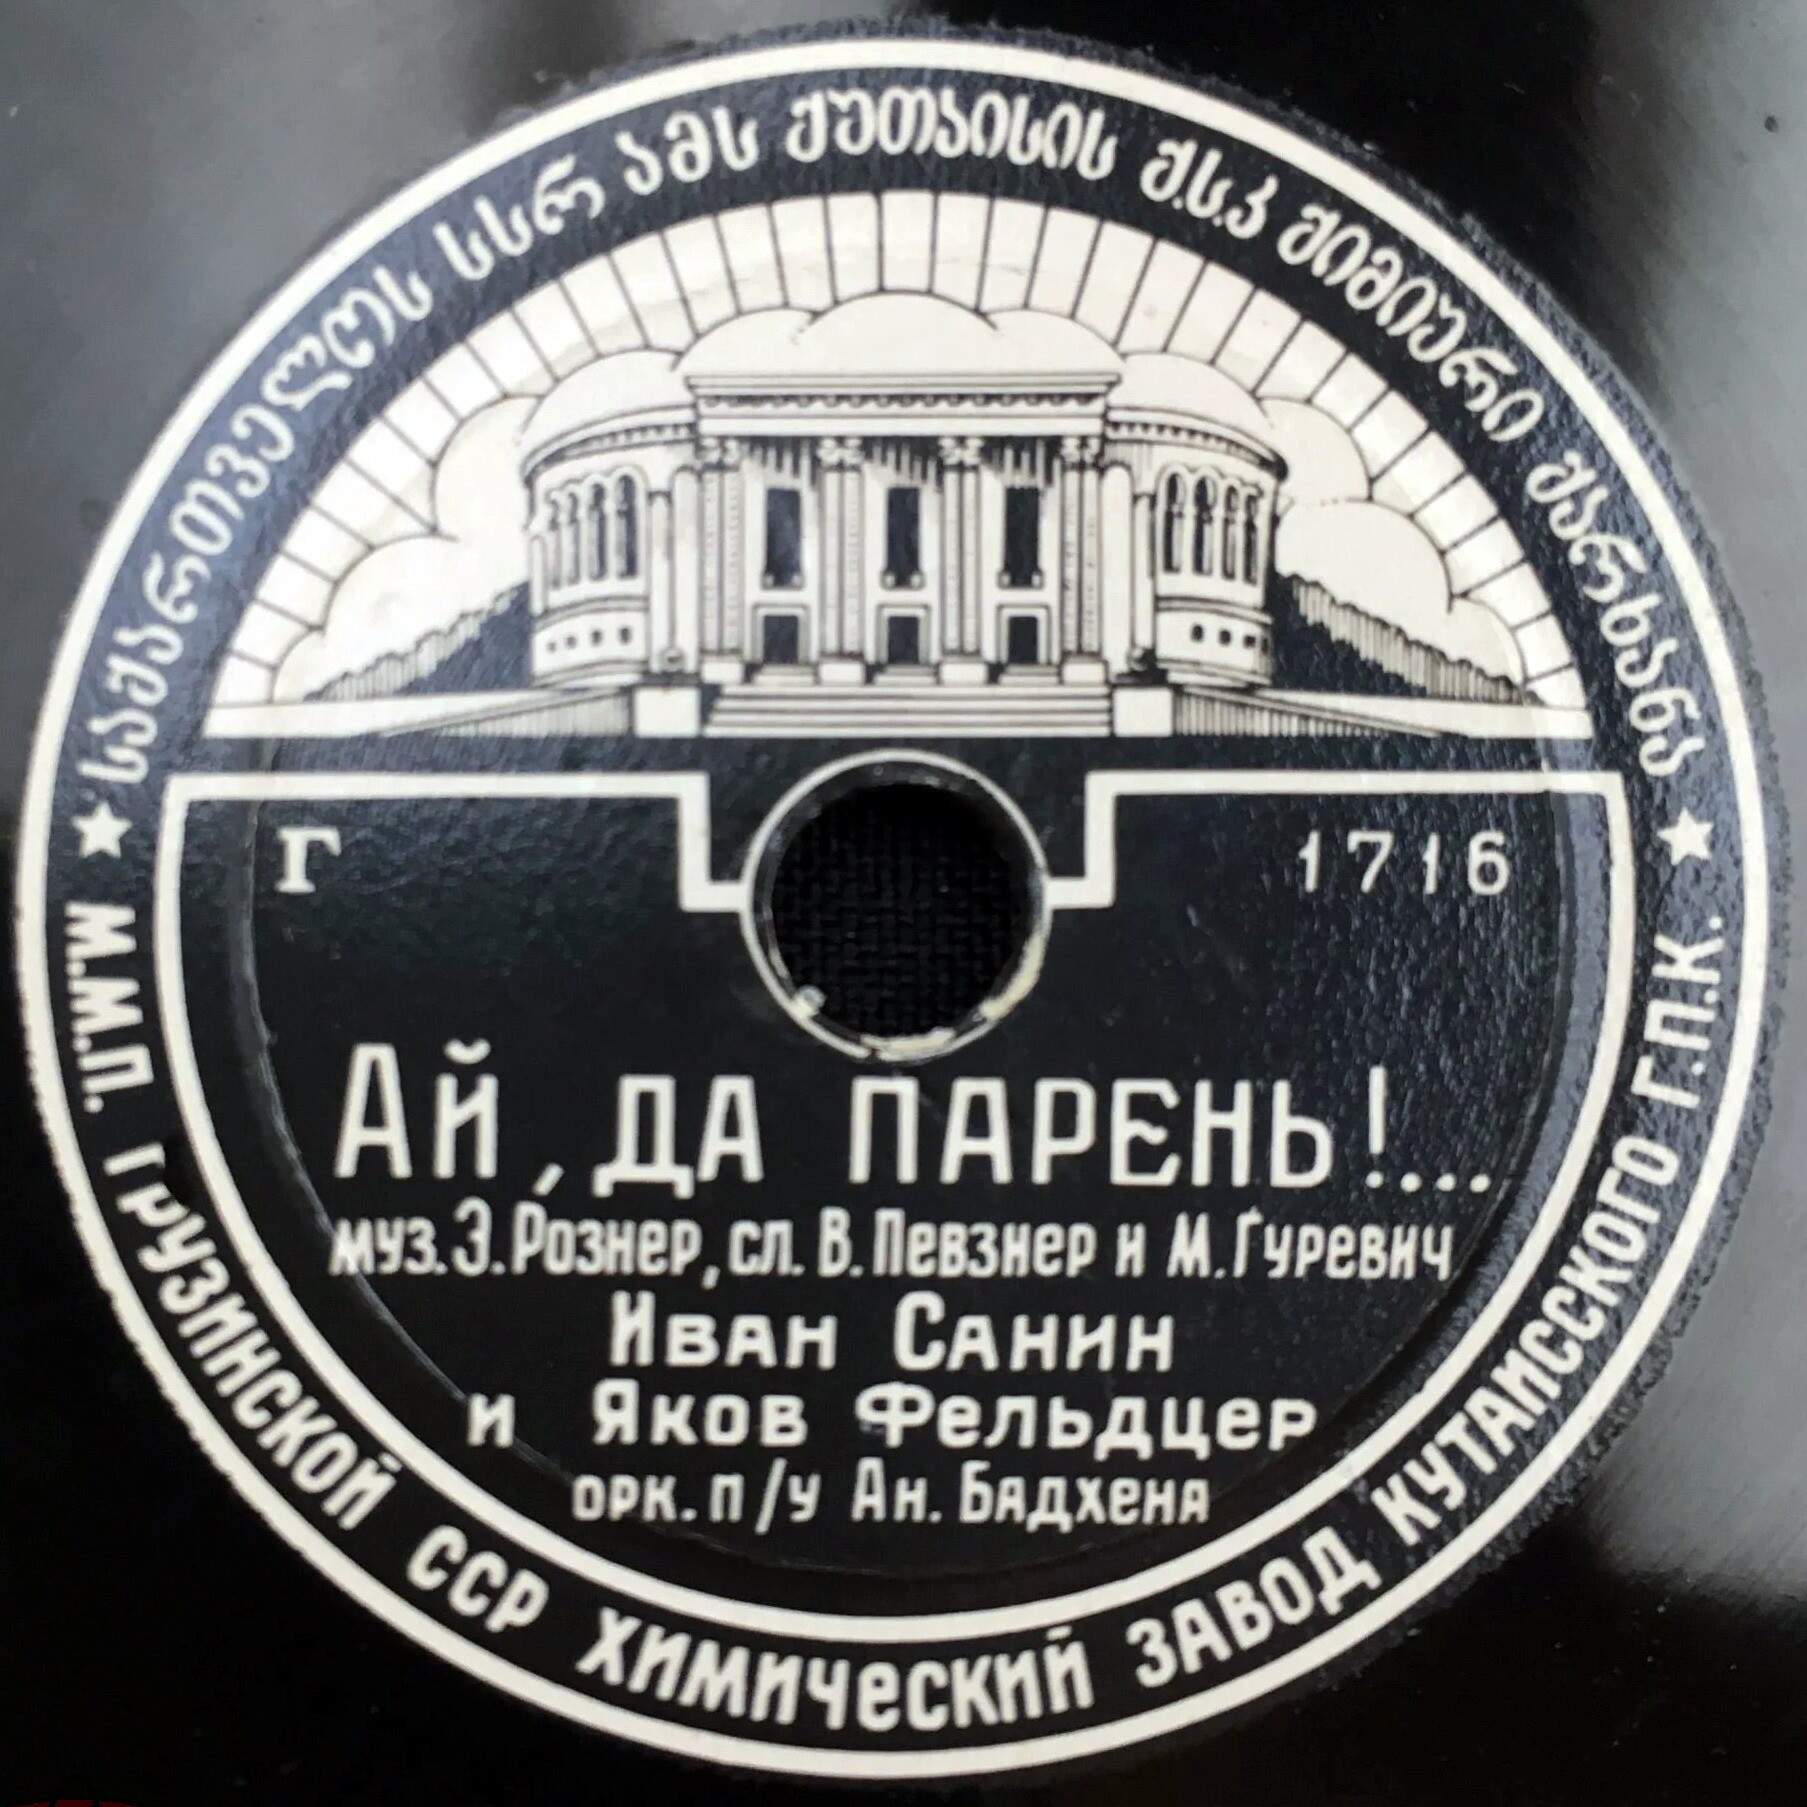 საქართველოს სსრ ამს ქუთაისის ქ.ს.კ ქიმიური ქარხანა
Г
1716
АЙ, ДА ПАРЕНЬ!...
муз. Э. Рознер, сл. В. Певзнер и М. Гуревич
Иван Санин
и Яков Фельдцер
орк. п/у Ан. Бадхена
М.М.П. ГРУЗИНСКОЙ ССР ХИМИЧеСКИЙ ЗАВОД КУТАИССКОГО Г.П.К.